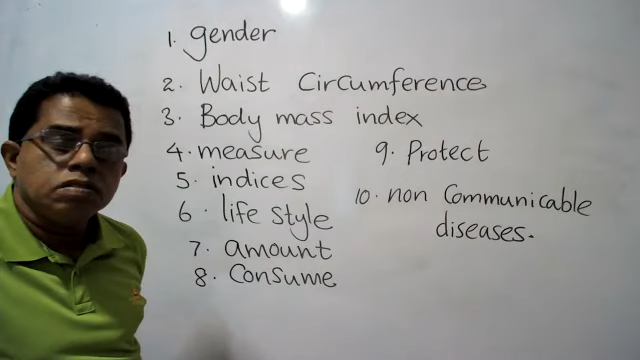 1. gender
2. Waist Circumference
3. Body mass index
4. measure
5. indices
6. life style
7. amount
8. Consume
9. Protect
10. non Communicable
diseases.